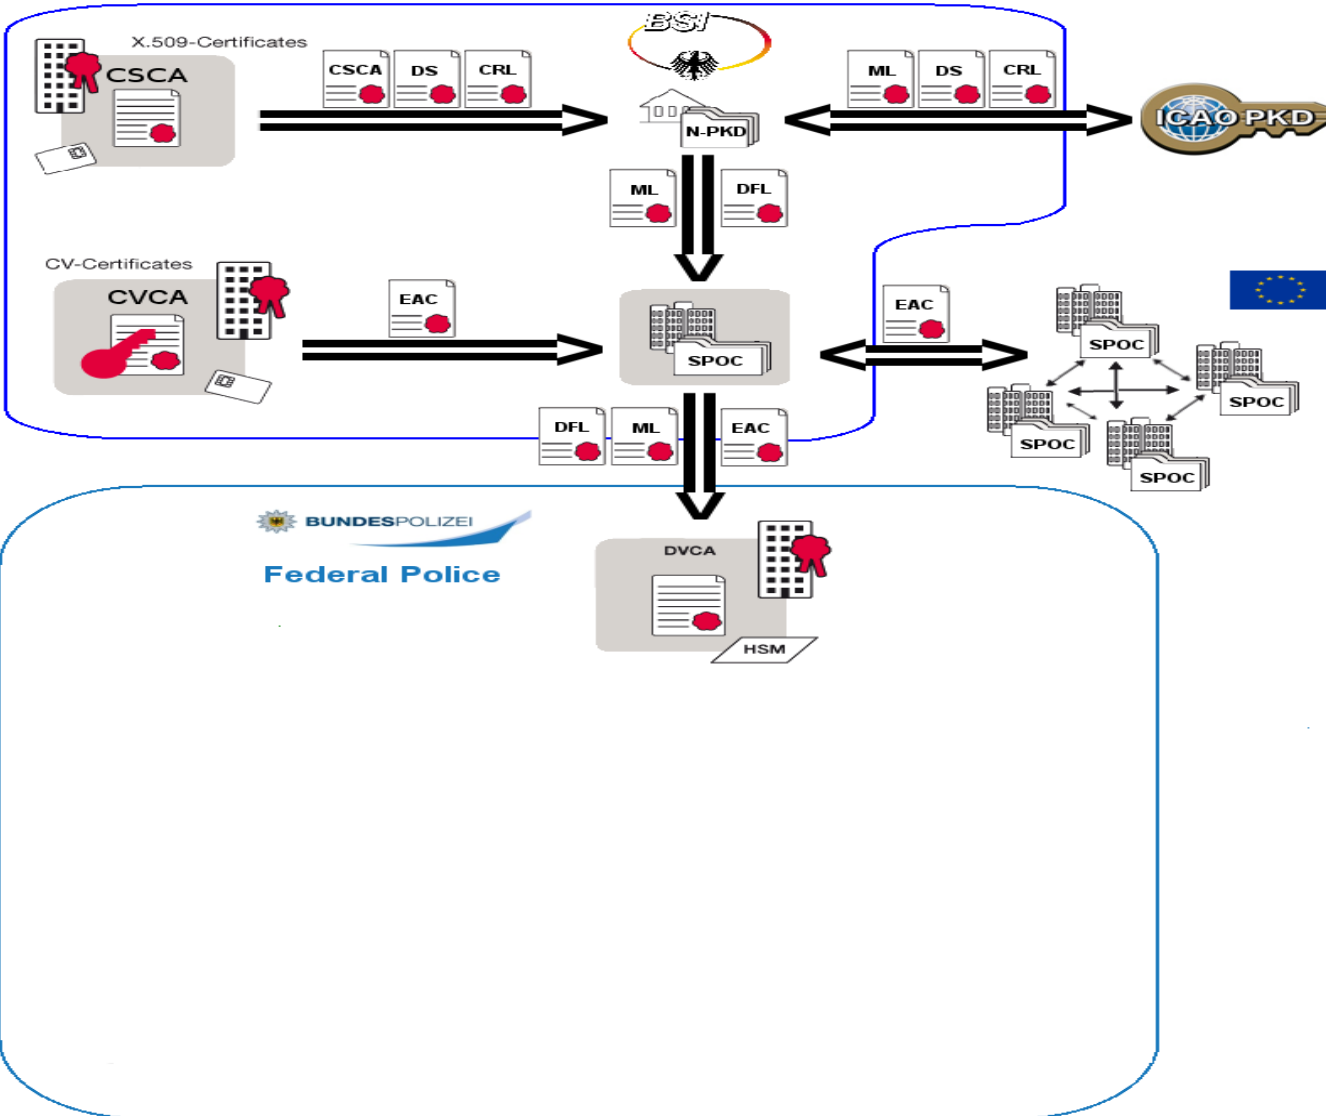 BSI
X.509-Certificates
CSCA
CSCA
DS
CRL
ML
DS
CRL
N-PKD
ICAO PKD
ML
DFL
CV-Certificates
CVCA
EAC
SPOC
EAC
SPOC
SPOC
SPOC
SPOC
DFL
ML
EAC
BUNDESPOLIZEI
Federal Police
DVCA
HSM